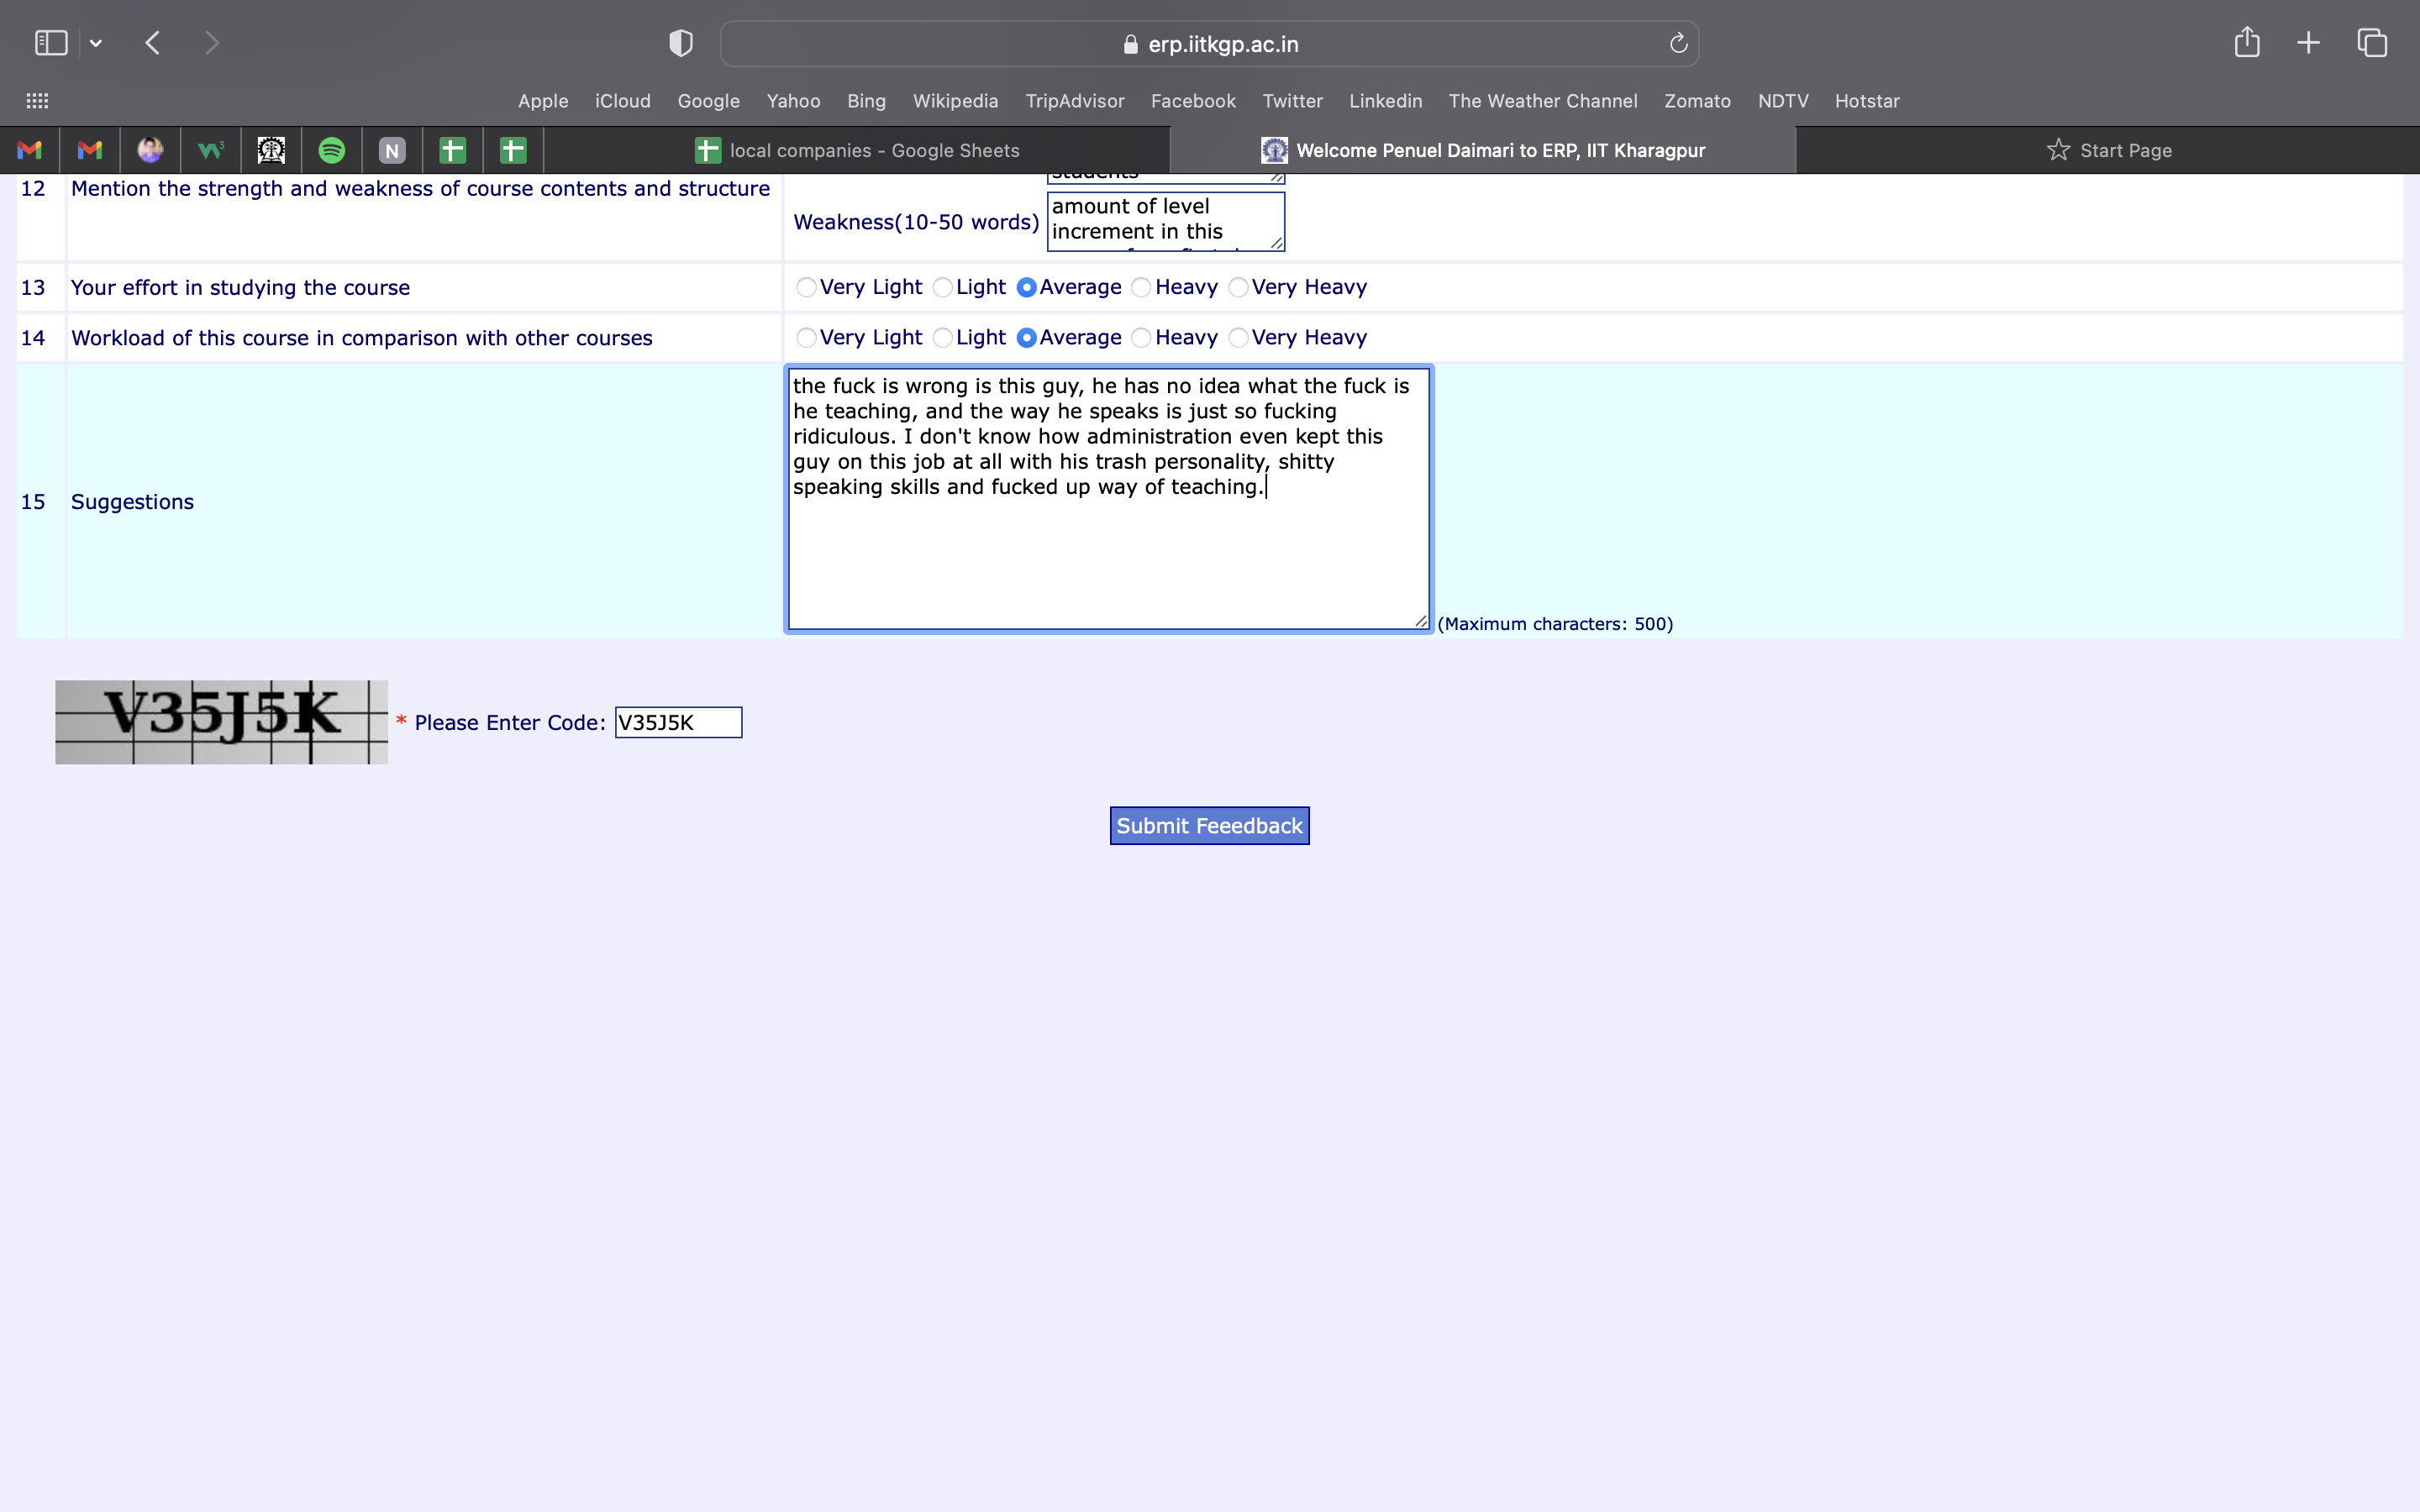 erp.iitkgp.ac.in
Apple iCloud Google Yahoo Bing Wikipedia TripAdvisor Facebook Twitter Linkedin The Weather Channel Zomato NDTV Hotstar
N local companies - Google Sheets Welcome Penuel Daimari to ERP, IIT Kharagpur Start Page
students
12 Mention the strength and weakness of course contents and structure
Weakness(10-50 words) amount of level
increment in this
13 Your effort in studying the course Very Light Light Average Heavy Very Heavy
14 Workload of this course in comparison with other courses Very Light Light Average Heavy Very Heavy
15 Suggestions
the fuck is wrong is this guy, he has no idea what the fuck is
he teaching, and the way he speaks is just so fucking
ridiculous. I don't know how administration even kept this
guy on this job at all with his trash personality, shitty
speaking skills and fucked up way of teaching.
(Maximum characters: 500)
V35J5K * Please Enter Code: V35J5K
Submit Feeedback